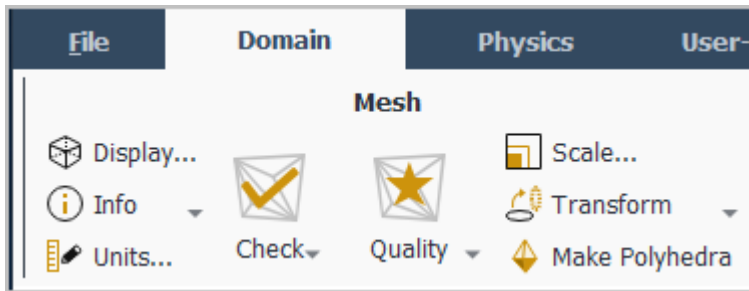 File Domain Physics User-
Mesh
Display...
Info
Units...
Check
Quality
Scale...
Transform
Make Polyhedra